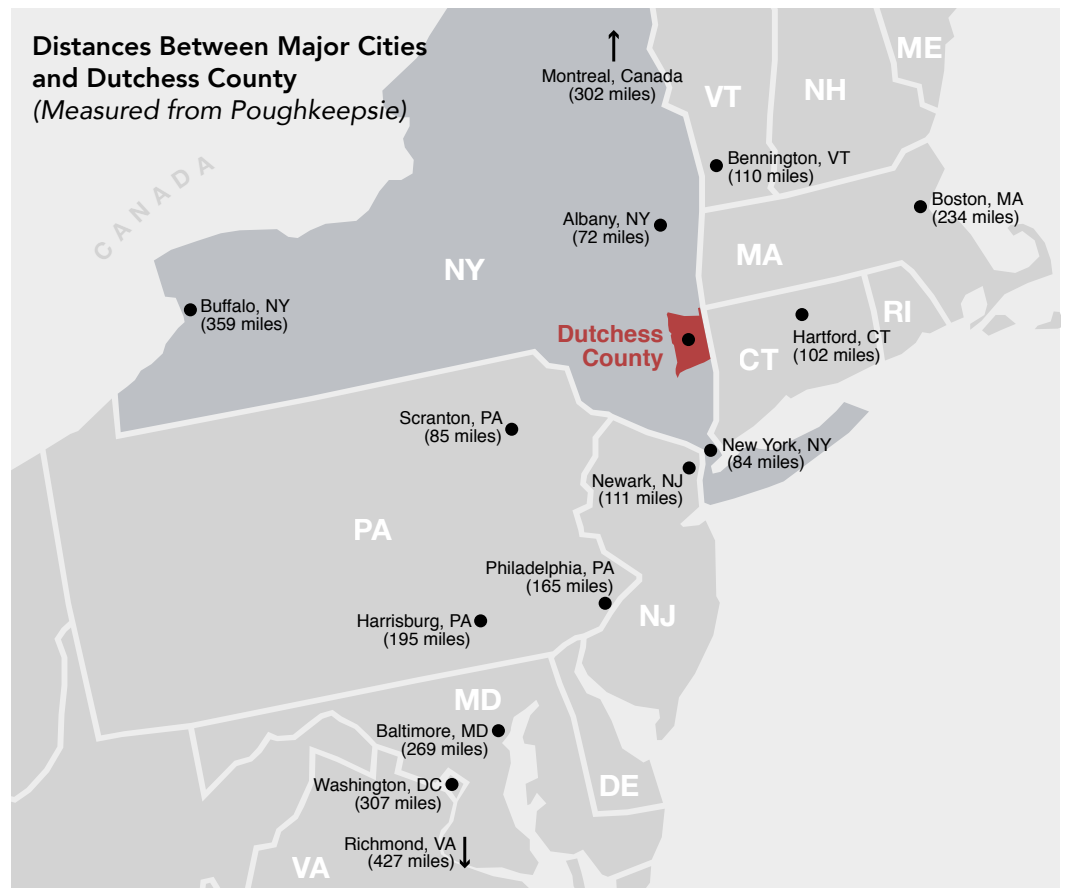 Distances Between Major Cities
and Dutchess County
(Measured from Poughkeepsie)
Montreal, Canada
(302 miles)
ME
VT
NH
CANADA
Bennington, VT
(110 miles)
Boston, MA
(234 miles)
Albany, NY
(72 miles)
NY
MA
Buffalo, NY
(359 miles)
RI
Dutchess
County
Hartford, CT
(102 miles)
CT
Scranton, PA
(85 miles)
New York, NY
(84 miles)
Newark, NJ
(111 miles)
PA
Philadelphia, PA
(165 miles)
Harrisburg, PA
(195 miles)
NJ
MD
Baltimore, MD
(269 miles)
Washington, DC
(307 miles)
DE
Richmond, VA
(427 miles)
VA